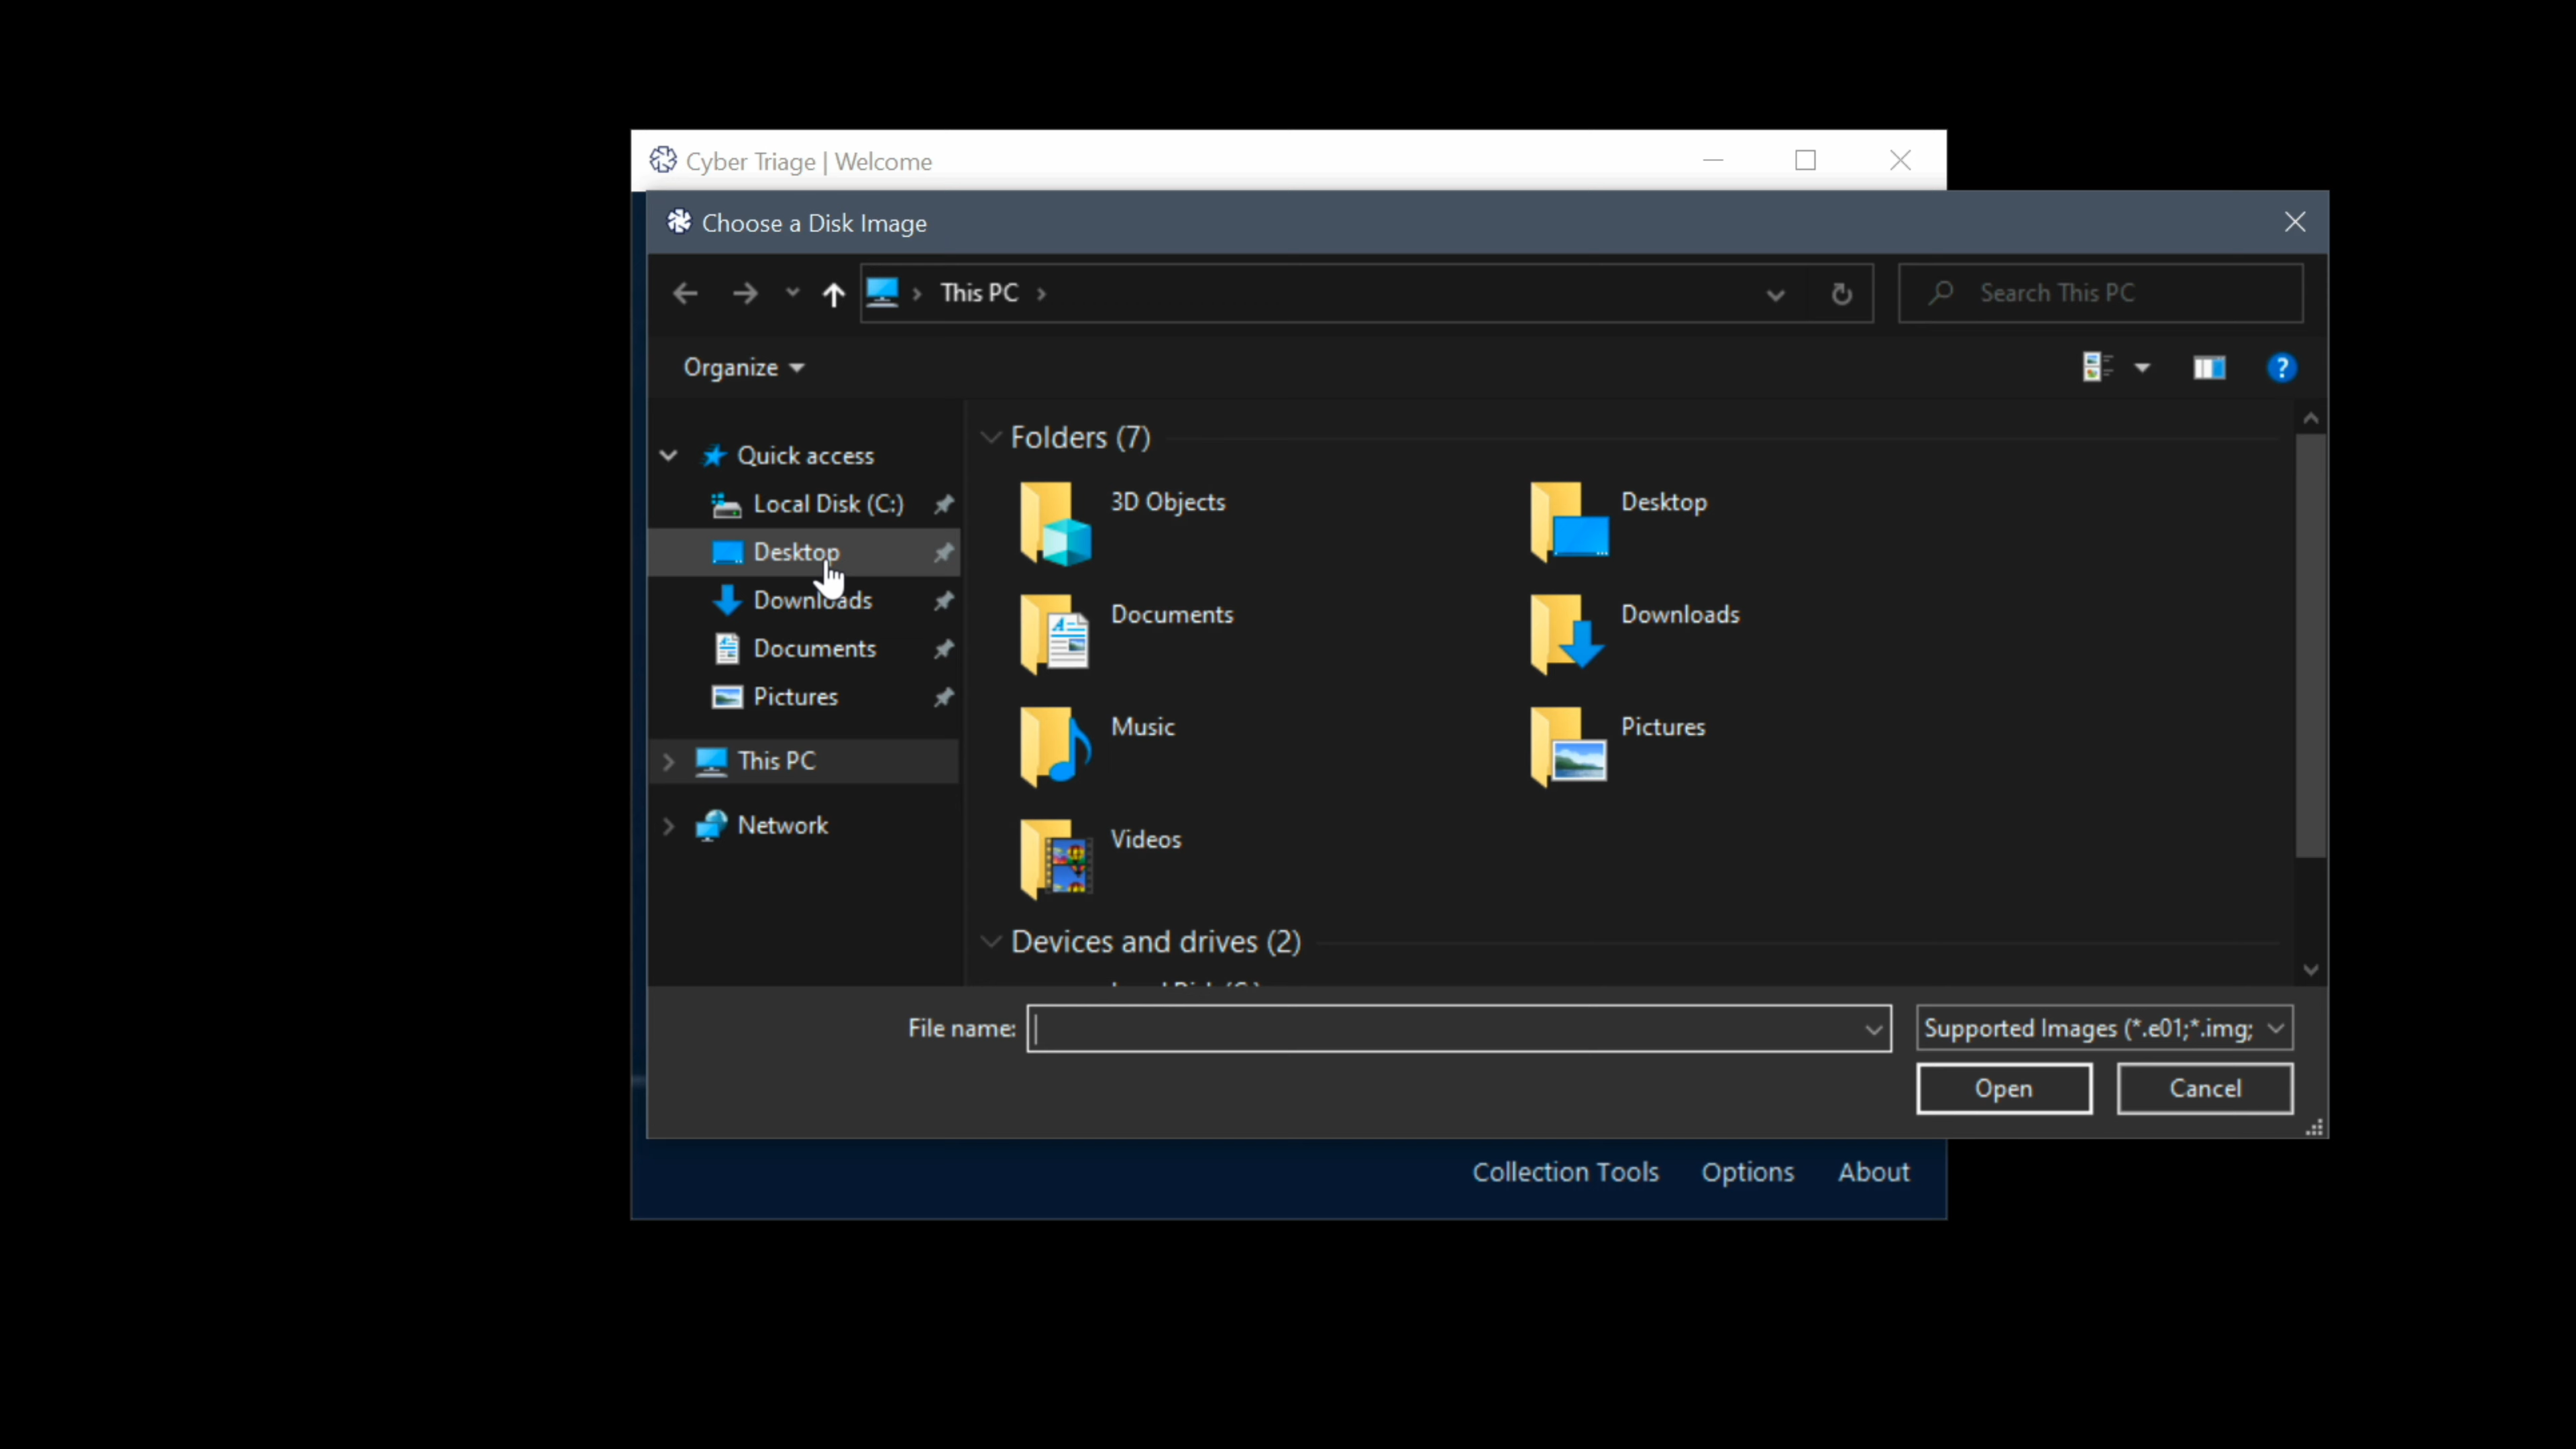 Cyber Triage | Welcome
Choose a Disk Image
This PC
Search This PC
Organize
Quick access
Local Disk (C:)
Desktop
Downloads
Documents
Pictures
This PC
Network
Folders (7)
3D Objects
Desktop
Documents
Downloads
Music
Pictures
Videos
Devices and drives (2)
File name:
Supported Images (*.e01;*.img;
Open
Cancel
Collection Tools
Options
About